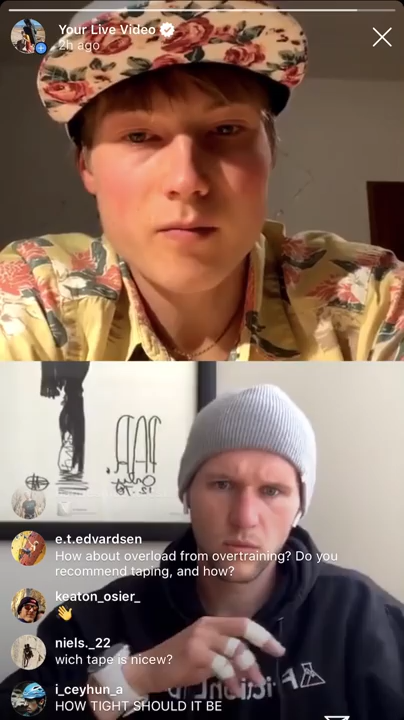 Your Live Video
2h ago
e.t.edvardsen
How about overload from overtraining? Do you
recommend taping, and how?
keaton_osier_
👋
niels._22
wich tape is nicew?
i_ceyhun_a
HOW TIGHT SHOULD IT BE